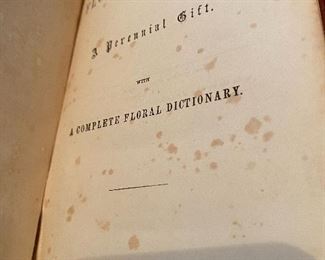 A Perennial Gift.
WITH
A COMPLETE FLORAL DICTIONARY.